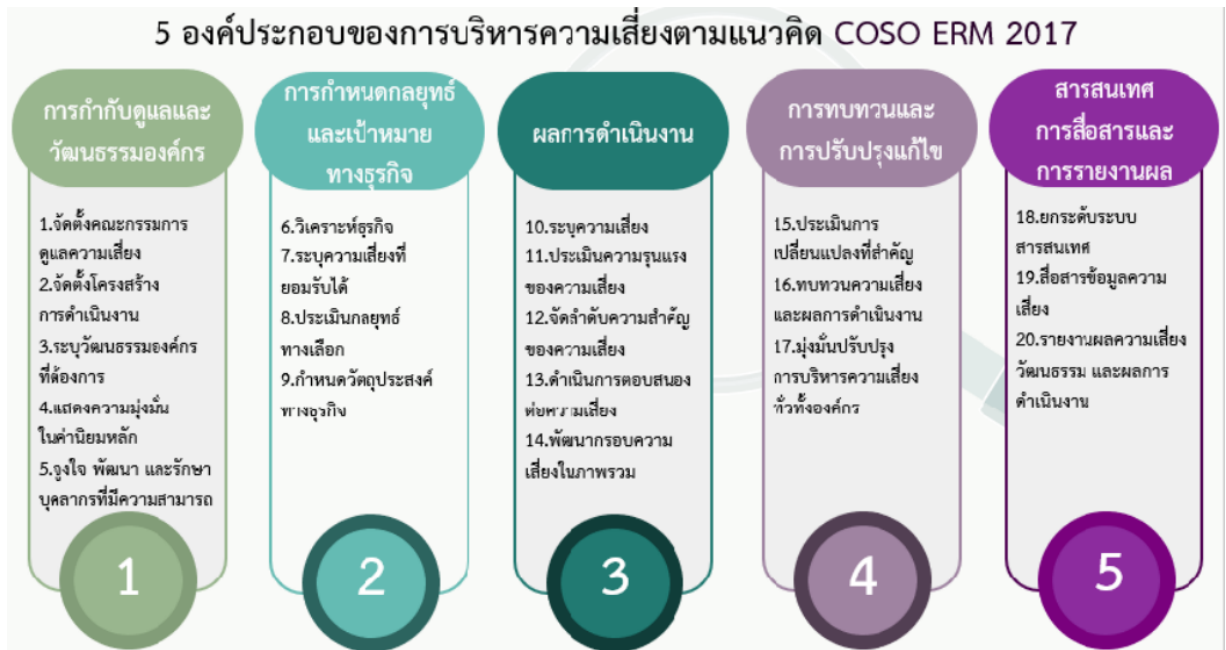 5 องค์ประกอบของการบริหารความเสี่ยงตามแนวคิด COSO ERM 2017
การกำกับดูแลและ
วัฒนธรรมองค์กร
1.จัดตั้งคณะกรรมการ
ดูแลความเสี่ยง
2.จัดตั้งโครงสร้าง
การดำเนินงาน
3.ระบุวัฒนธรรมองค์กร
ที่ต้องการ
4.แสดงความมุ่งมั่น
ในค่านิยมหลัก
5.จูงใจ พัฒนา และรักษา
บุคลากรที่มีความสามารถ
1
การกำหนดกลยุทธ์
และเป้าหมาย
ทางธุรกิจ
6.วิเคราะห์ธุรกิจ
7.ระบุความเสี่ยงที่
ยอมรับได้
8.ประเมินกลยุทธ์
ทางเลือก
9.กำหนดวัตถุประสงค์
ทางธุรกิจ
2
ผลการดำเนินงาน
10.ระบุความเสี่ยง
11.ประเมินความรุนแรง
ของความเสี่ยง
12.จัดลำดับความสำคัญ
ของความเสี่ยง
13.ดำเนินการตอบสนอง
ต่อความเสี่ยง
14.พัฒนากรอบความ
เสี่ยงในภาพรวม
3
การทบทวนและ
การปรับปรุงแก้ไข
15.ประเมินการ
เปลี่ยนแปลงที่สำคัญ
16.ทบทวนความเสี่ยง
และผลการดำเนินงาน
17.มุ่งมั่นปรับปรุง
การบริหารความเสี่ยง
ทั่วทั้งองค์กร
4
สารสนเทศ
การสื่อสารและ
การรายงานผล
18.ยกระดับระบบ
สารสนเทศ
19.สื่อสารข้อมูลความ
เสี่ยง
20.รายงานผลความเสี่ยง
วัฒนธรรม และผลการ
ดำเนินงาน
5